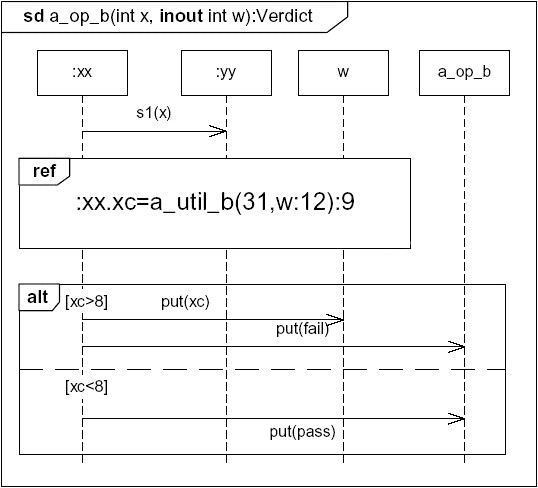 sd a_op_b(int x, inout int w):Verdict
:xx
:yy
w
a_op_b
s1(x)
ref
:xx.xc=a_util_b(31,w:12):9
alt
[xc>8]
put(xc)
put(fail)
[xc<8]
put(pass)